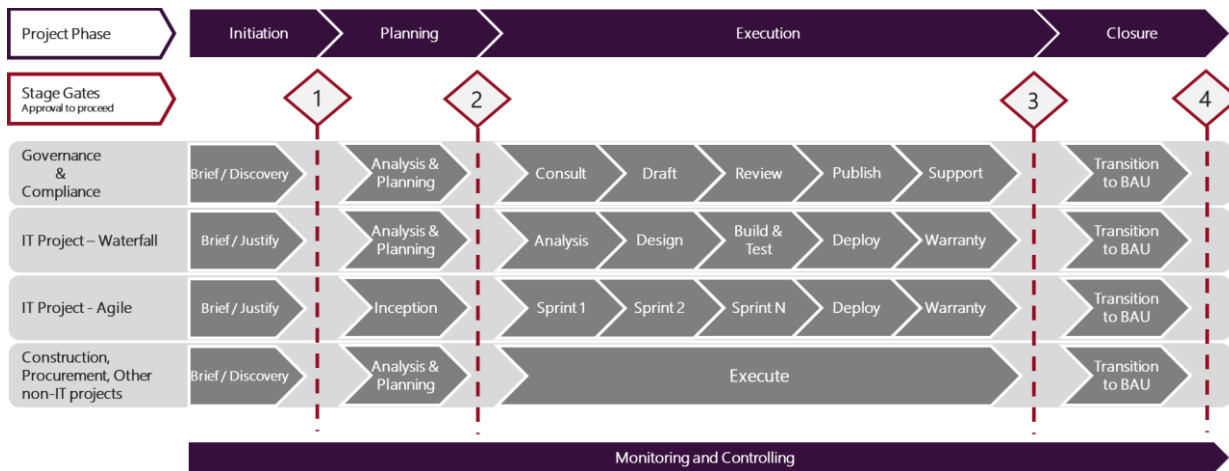 Project Phase
Initiation
Planning
Execution
Closure
Stage Gates
Approval to proceed
1
2
3
4
Governance
&
Compliance
Brief / Discovery
Analysis &
Planning
Consult
Draft
Review
Publish
Support
Transition
to BAU
IT Project – Waterfall
Brief / Justify
Analysis &
Planning
Analysis
Design
Build &
Test
Deploy
Warranty
Transition
to BAU
IT Project - Agile
Brief / Justify
Inception
Sprint 1
Sprint 2
Sprint N
Deploy
Warranty
Transition
to BAU
Construction,
Procurement, Other
non-IT projects
Brief / Discovery
Analysis &
Planning
Execute
Transition
to BAU
Monitoring and Controlling